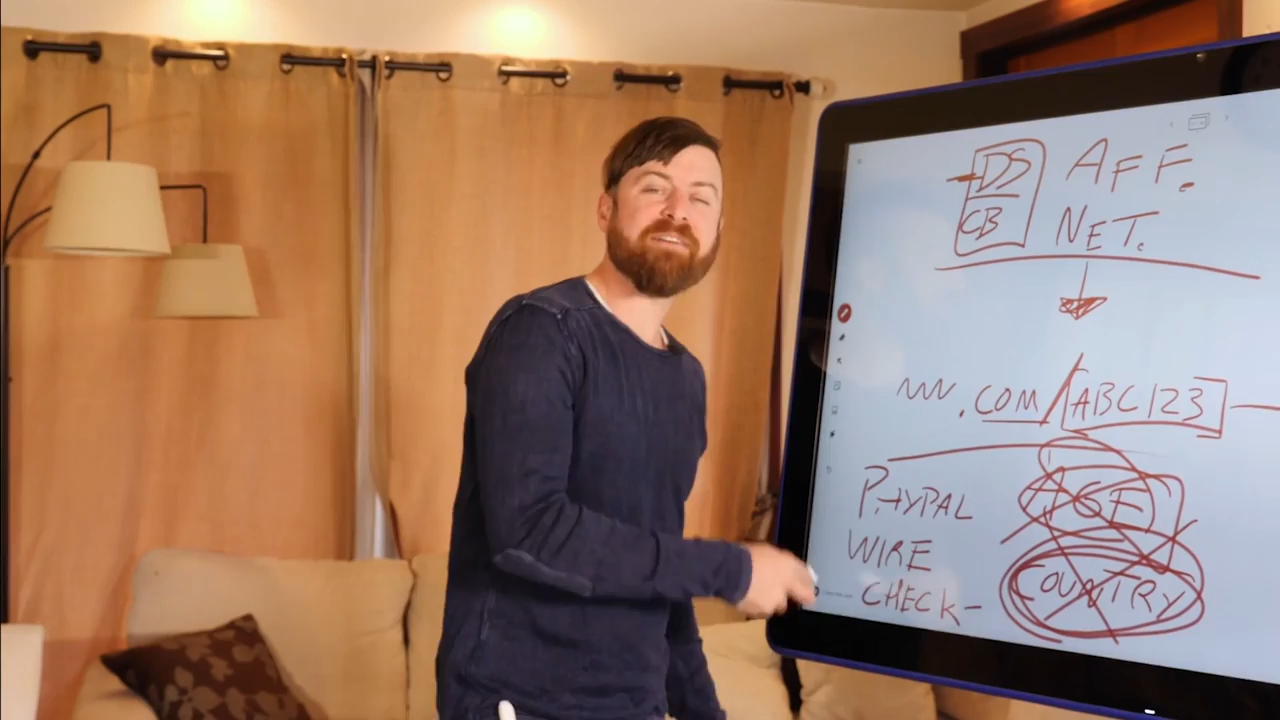 DS AFF.
CB NET.
.COM/ABC123
PAYPAL AGE
WIRE
CHECK- COUNTRY